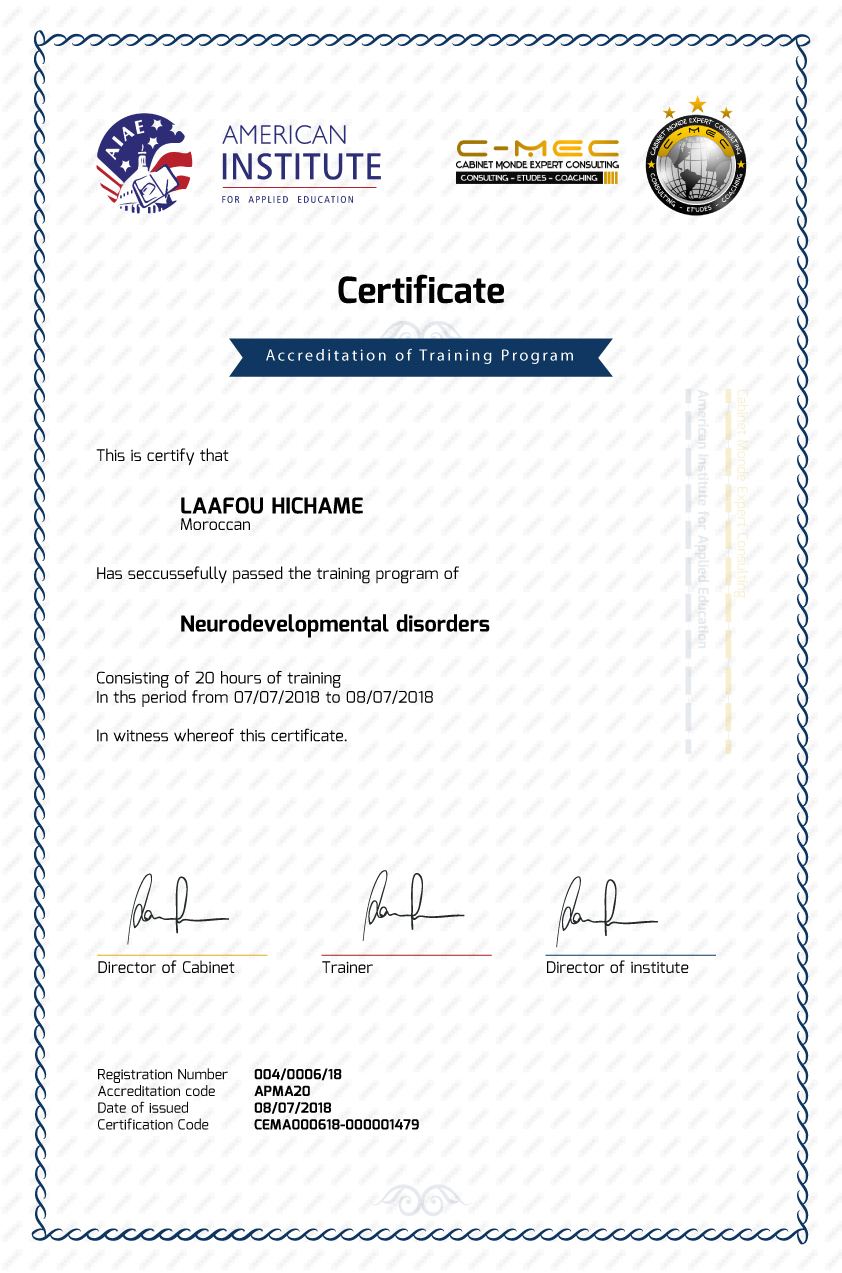 AIAE
AMERICAN
INSTITUTE
FOR APPLIED EDUCATION
C-MEC
CABINET MONDE EXPERT CONSULTING
CONSULTING - ETUDES - COACHING
CABINET MONDE EXPERT CONSULTING
C-MEC
CONSULTING - ETUDES - COACHING
Certificate
Accreditation of Training Program
American Institute for Applied Education
Cabinet Monde Expert Consulting
This is certify that
LAAFOU HICHAME
Moroccan
Has seccussefully passed the training program of
Neurodevelopmental disorders
Consisting of 20 hours of training
In ths period from 07/07/2018 to 08/07/2018
In witness whereof this certificate.
Director of Cabinet
Trainer
Director of institute
Registration Number 004/0006/18
Accreditation code APMA20
Date of issued 08/07/2018
Certification Code CEMA000618-000001479